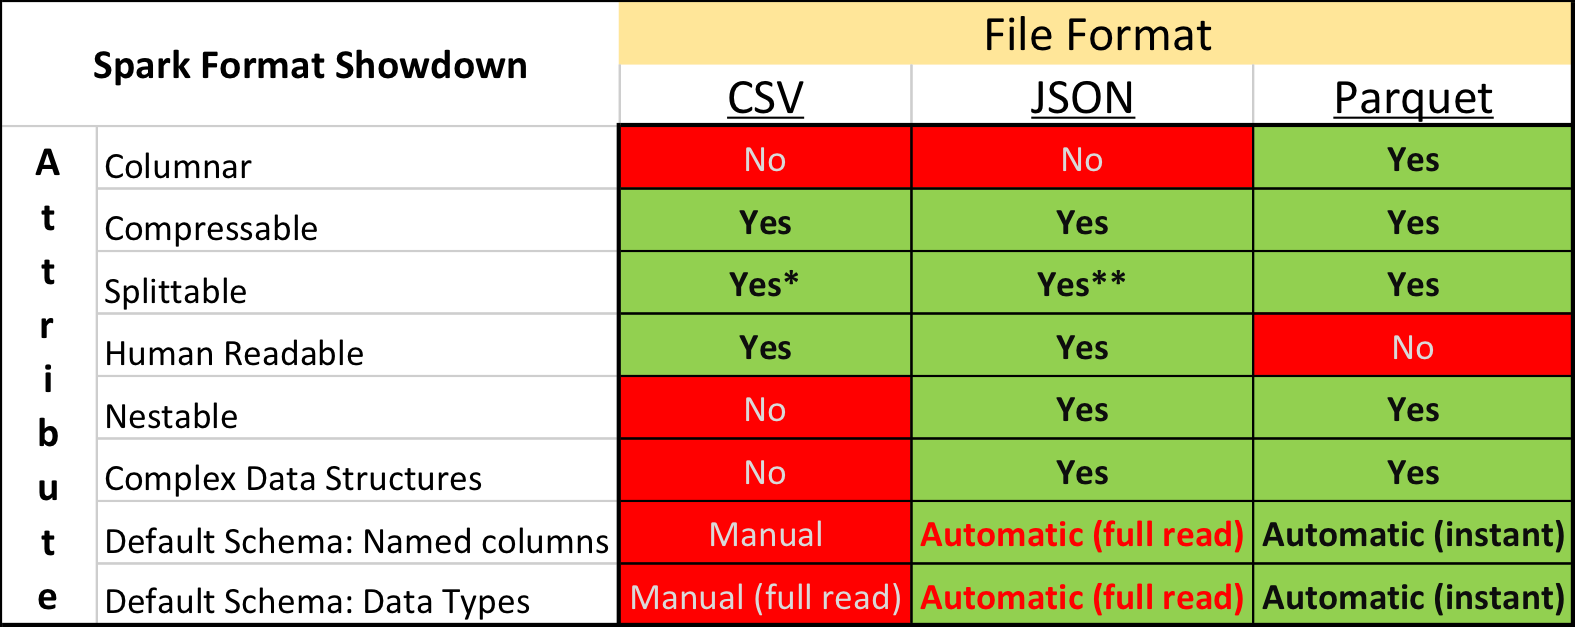 Spark Format Showdown
File Format
CSV JSON Parquet
Attribute
Columnar No No Yes
Compressable Yes Yes Yes
Splittable Yes* Yes** Yes
Human Readable Yes Yes No
Nestable No Yes Yes
Complex Data Structures No Yes Yes
Default Schema: Named columns Manual Automatic (full read) Automatic (instant)
Default Schema: Data Types Manual (full read) Automatic (full read) Automatic (instant)